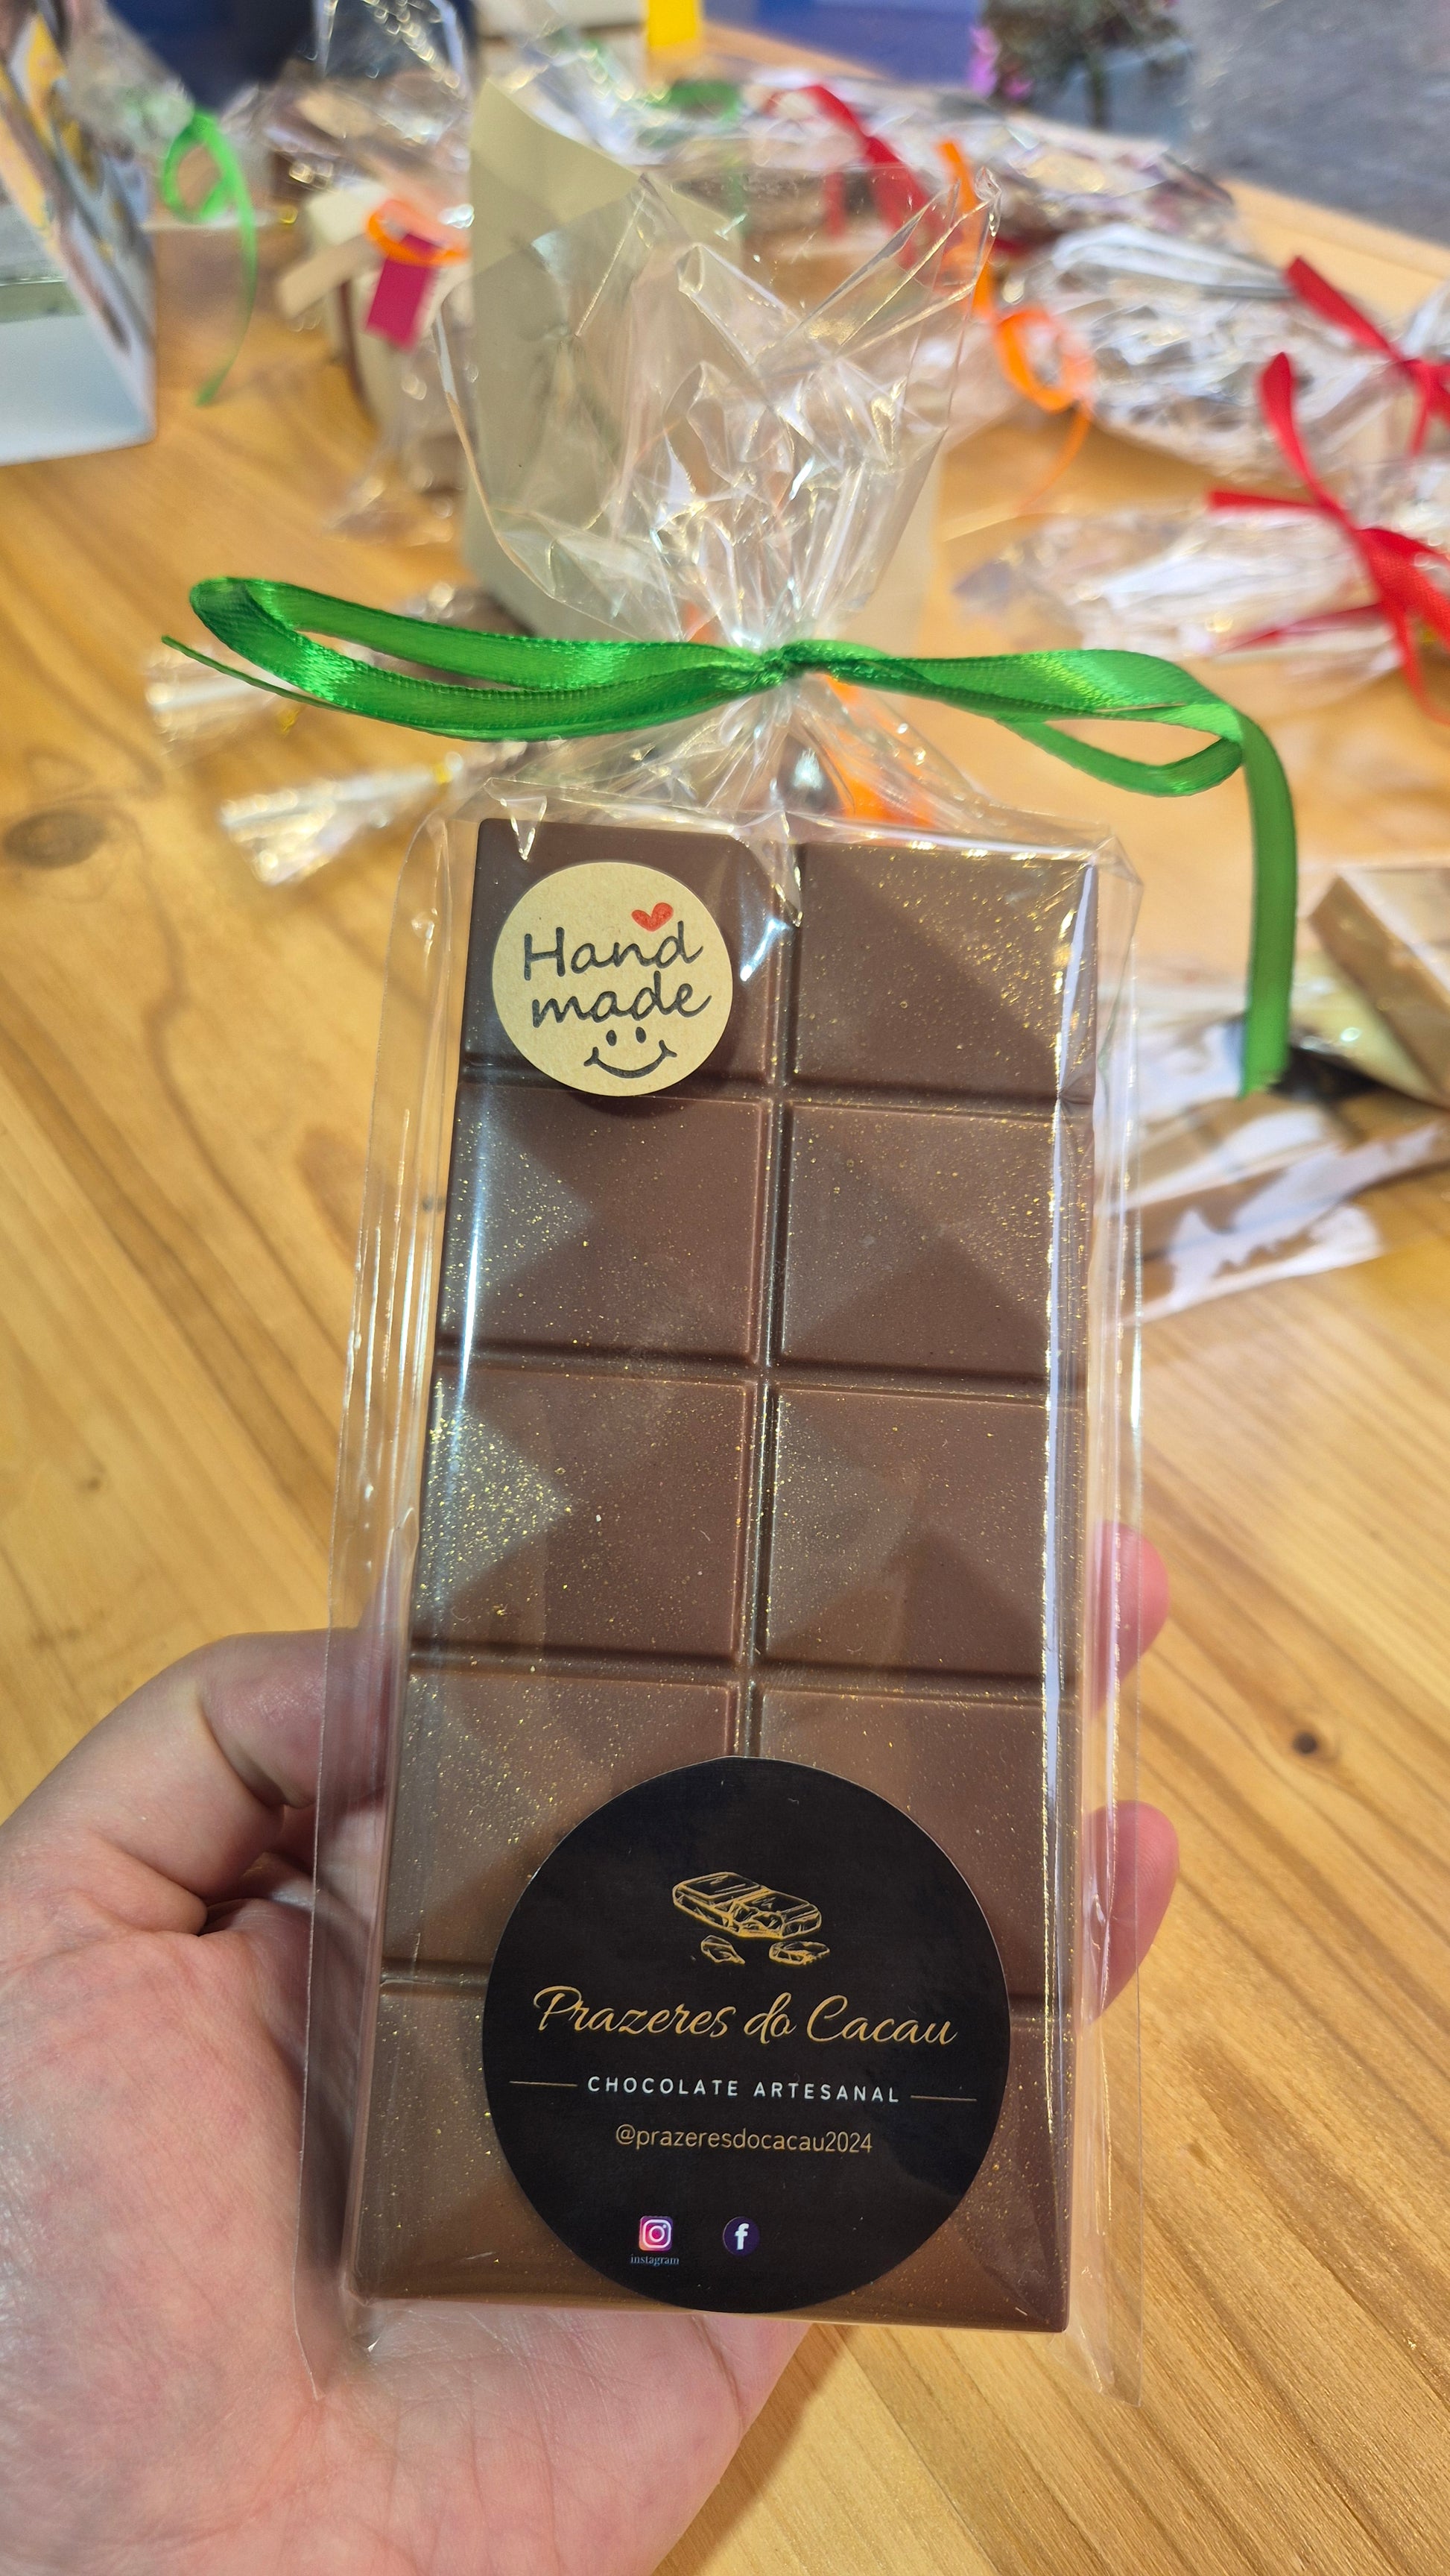 Hand
made
Prazeres do Cacau
CHOCOLATE ARTESANAL
@prazeresdocacau2024
instagram